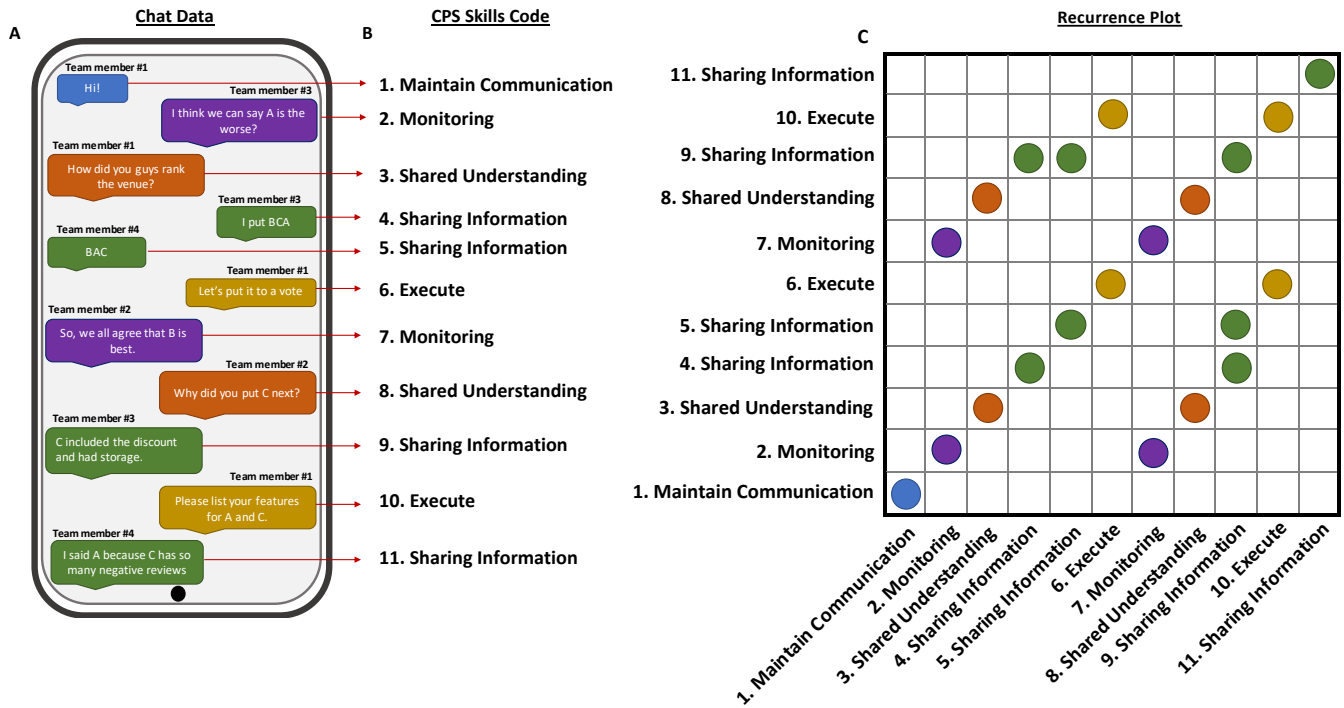 Chat Data
CPS Skills Code
Recurrence Plot
A
B
C
Team member #1
Hi!
Team member #3
I think we can say A is the
worse?
Team member #1
How did you guys rank
the venue?
Team member #3
I put BCA
Team member #4
BAC
Team member #1
Let's put it to a vote
Team member #2
So, we all agree that B is
best.
Team member #2
Why did you put C next?
Team member #3
C included the discount
and had storage.
Team member #1
Please list your features
for A and C.
Team member #4
I said A because C has so
many negative reviews
1. Maintain Communication
2. Monitoring
3. Shared Understanding
4. Sharing Information
5. Sharing Information
6. Execute
7. Monitoring
8. Shared Understanding
9. Sharing Information
10. Execute
11. Sharing Information
11. Sharing Information
10. Execute
9. Sharing Information
8. Shared Understanding
7. Monitoring
6. Execute
5. Sharing Information
4. Sharing Information
3. Shared Understanding
2. Monitoring
1. Maintain Communication
1. Maintain Communication
2. Monitoring
3. Shared Understanding
4. Sharing Information
5. Sharing Information
6. Execute
7. Monitoring
8. Shared Understanding
9. Sharing Information
10. Execute
11. Sharing Information